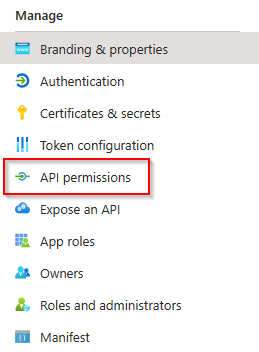 Manage
Branding & properties
Authentication
Certificates & secrets
Token configuration
API permissions
Expose an API
App roles
Owners
Roles and administrators
Manifest